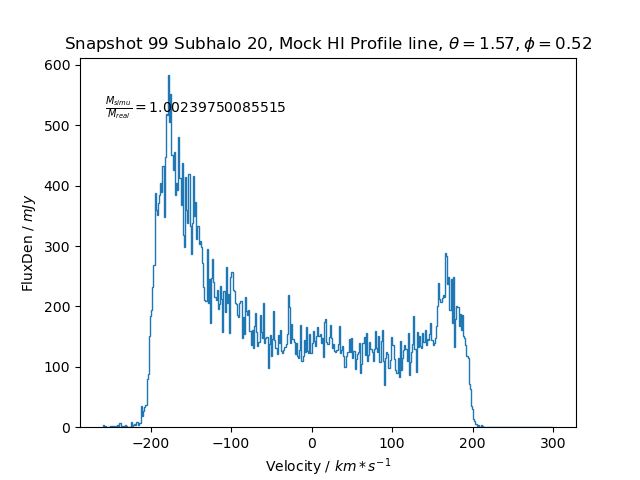 Snapshot 99 Subhalo 20, Mock HI Profile line, θ = 1.57, ϕ = 0.52
M_simu/M_real = 1.00239750085515
FluxDen / mJy
600
500
400
300
200
100
0
−200 −100 0 100 200 300
Velocity / km * s⁻¹